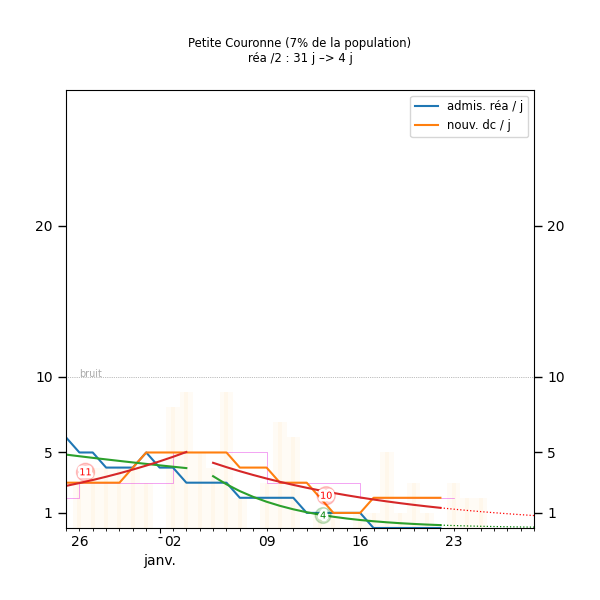 Petite Couronne (7% de la population)
réa /2 : 31 j –> 4 j
admis. réa / j
nouv. dc / j
20 20
bruit
10 10
5 5
11
10
4
1 1
26 02 09 16 23
janv.